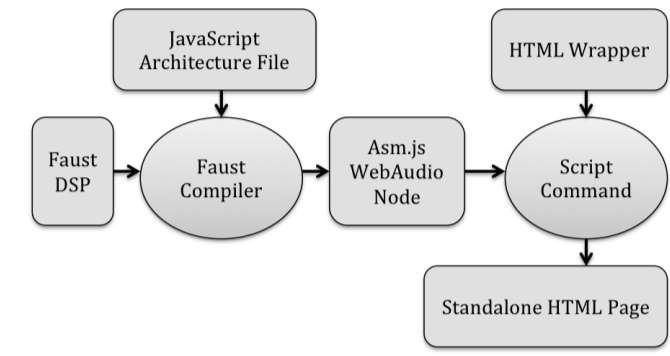 JavaScript
Architecture File
HTML Wrapper
Faust
DSP
Faust
Compiler
Asm.js
WebAudio
Node
Script
Command
Standalone HTML Page